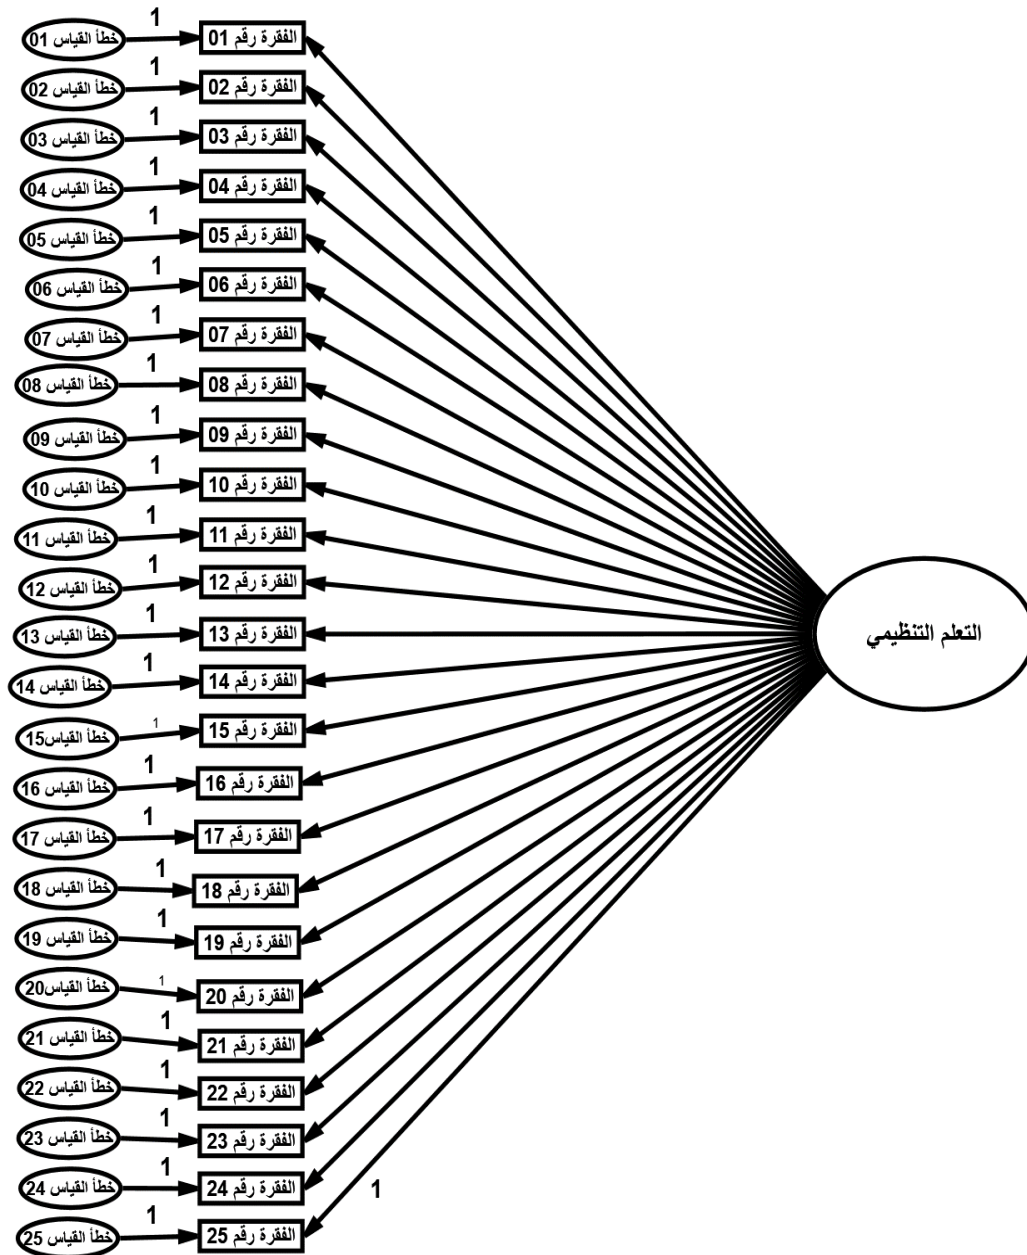 خطأ القياس 01 1 الفقرة رقم 01
خطأ القياس 02 1 الفقرة رقم 02
خطأ القياس 03 1 الفقرة رقم 03
خطأ القياس 04 1 الفقرة رقم 04
خطأ القياس 05 1 الفقرة رقم 05
خطأ القياس 06 1 الفقرة رقم 06
خطأ القياس 07 1 الفقرة رقم 07
خطأ القياس 08 1 الفقرة رقم 08
خطأ القياس 09 1 الفقرة رقم 09
خطأ القياس 10 1 الفقرة رقم 10
خطأ القياس 11 1 الفقرة رقم 11
خطأ القياس 12 1 الفقرة رقم 12
خطأ القياس 13 1 الفقرة رقم 13
التعلم التنظيمي
خطأ القياس 14 1 الفقرة رقم 14
خطأ القياس15 1 الفقرة رقم 15
خطأ القياس 16 1 الفقرة رقم 16
خطأ القياس 17 1 الفقرة رقم 17
خطأ القياس 18 1 الفقرة رقم 18
خطأ القياس 19 1 الفقرة رقم 19
خطأ القياس20 1 الفقرة رقم 20
خطأ القياس 21 1 الفقرة رقم 21
خطأ القياس 22 1 الفقرة رقم 22
خطأ القياس 23 1 الفقرة رقم 23
خطأ القياس 24 1 الفقرة رقم 24
1
خطأ القياس 25 1 الفقرة رقم 25